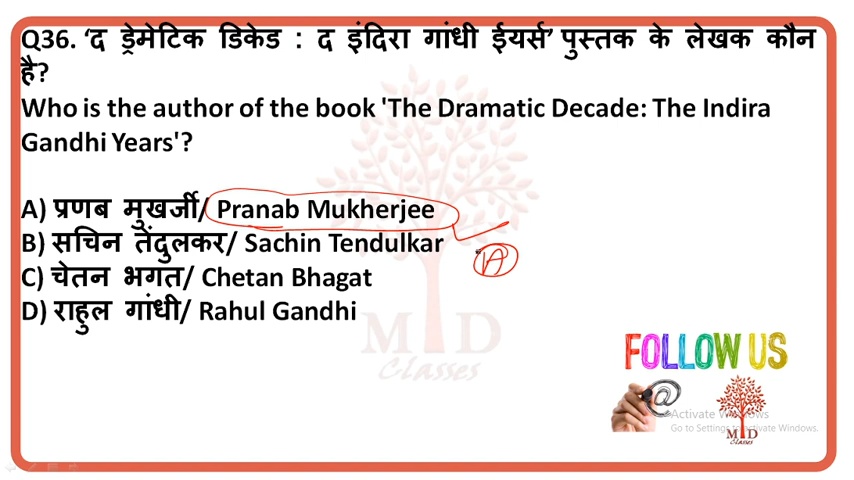 Q36. ‘द ड्रेमेटिक डिकेड : द इंदिरा गांधी ईयर्स’ पुस्तक के लेखक कौन
है?
Who is the author of the book 'The Dramatic Decade: The Indira
Gandhi Years'?
A) प्रणब मुखर्जी/ Pranab Mukherjee
B) सचिन तेंदुलकर/ Sachin Tendulkar
A
C) चेतन भगत/ Chetan Bhagat
D) राहुल गांधी/ Rahul Gandhi
M D
Classes
FOLLOW US
@
Activate Windows
Go to Settings to activate Windows.
M D
Classes